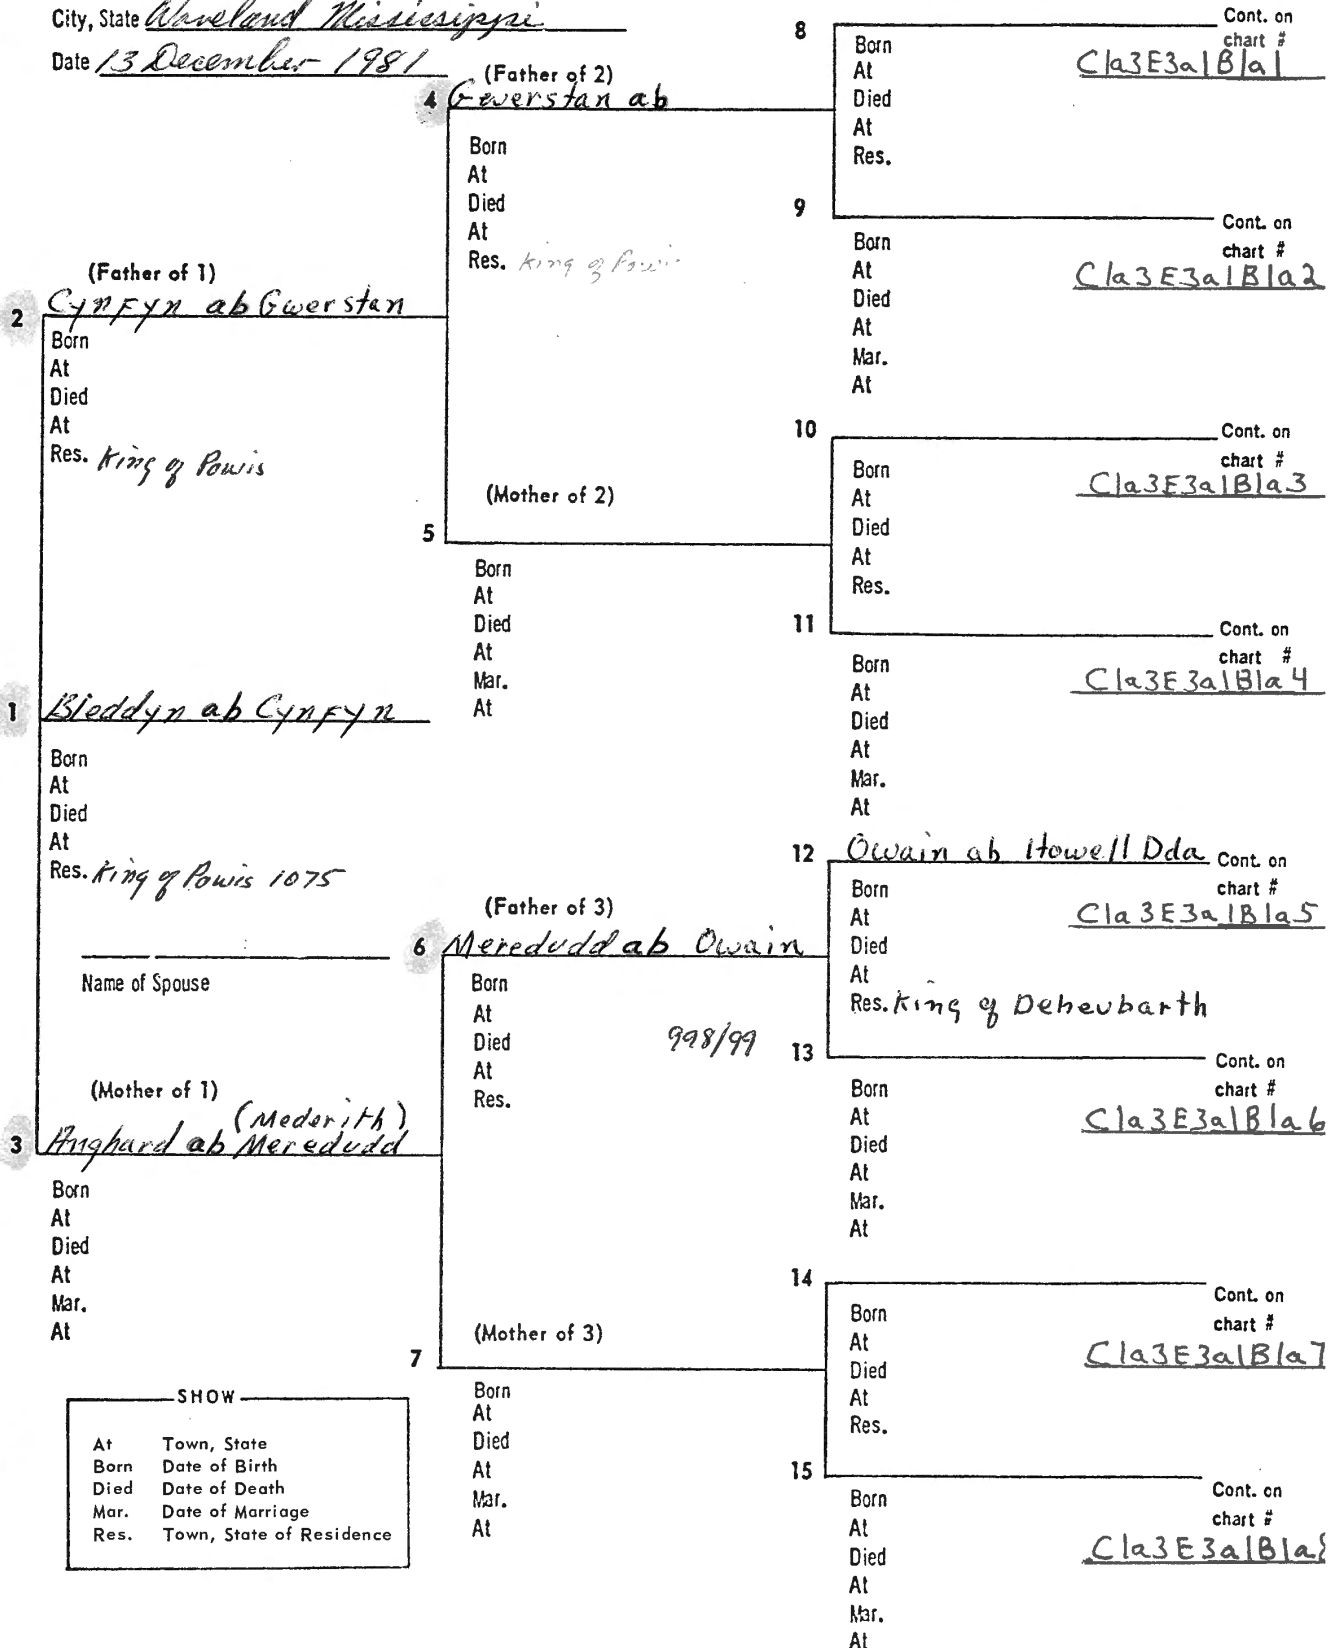 City, State Waveland Mississippi
Date 13 December 1981
8
Born
At
Died
At
Res.
Cont. on
chart #
C1a3E3a1B1a1
(Father of 2)
4 Gwerstan ab
Born
At
Died
At
Res. King of Powis
9
Cont. on
chart #
C1a3E3a1B1a2
Born
At
Died
At
Mar.
At
(Father of 1)
2 Cynfyn ab Gwerstan
Born
At
Died
At
Res. King of Powis
10
Cont. on
chart #
C1a3E3a1B1a3
Born
At
Died
At
Res.
(Mother of 2)
5
Born
At
Died
At
Mar.
At
11
Cont. on
chart #
C1a3E3a1B1a4
Born
At
Died
At
Mar.
At
1 Bleddyn ab Cynfyn
Born
At
Died
At
Res. King of Powis 1075
Name of Spouse
12 Owain ab Howell Dda
Cont. on
chart #
C1a3E3a1B1a5
Born
At
Died
At
Res. King of Deheubarth
(Father of 3)
6 Meredudd ab Owain
Born
At
Died 998/99
At
Res.
13
Cont. on
chart #
C1a3E3a1B1a6
Born
At
Died
At
Mar.
At
(Mother of 1)
(Mederith)
3 Anghard ab Meredudd
Born
At
Died
At
Mar.
At
14
Cont. on
chart #
C1a3E3a1B1a7
Born
At
Died
At
Res.
(Mother of 3)
7
Born
At
Died
At
Mar.
At
15
Cont. on
chart #
C1a3E3a1B1a8
Born
At
Died
At
Mar.
At
SHOW
At Town, State
Born Date of Birth
Died Date of Death
Mar. Date of Marriage
Res. Town, State of Residence